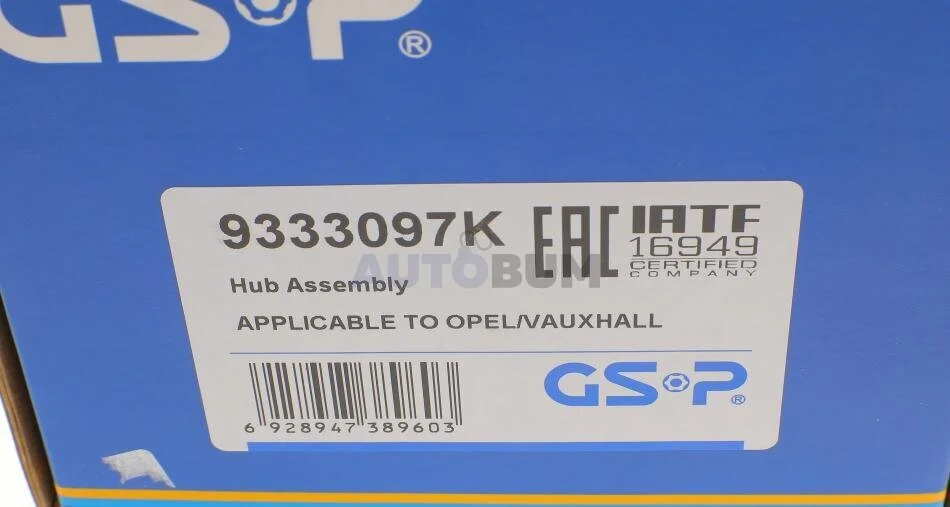 GSP®
9333097K
EAC
IATF
16949
CERTIFIED
COMPANY
AUTOBUM
Hub Assembly
APPLICABLE TO OPEL/VAUXHALL
6 928947 389603
GSP®